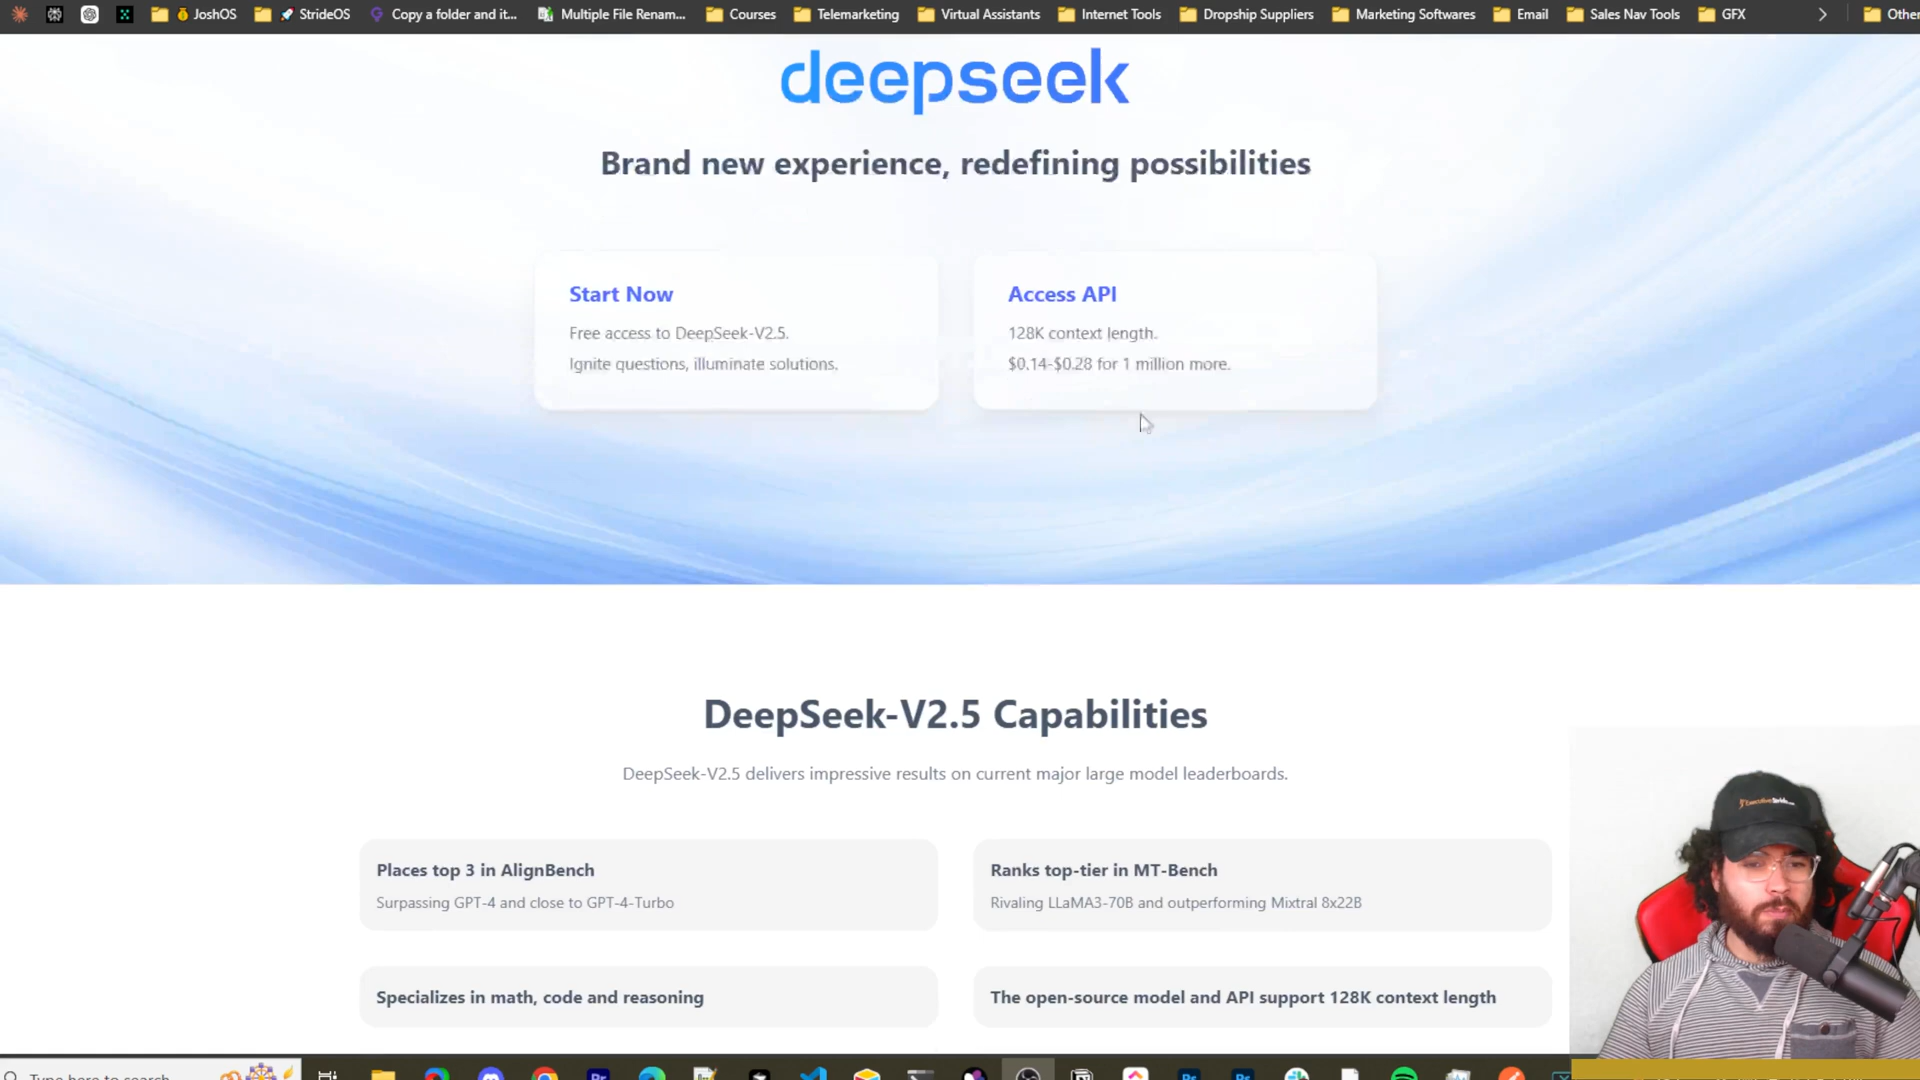 JoshOS
StrideOS
Copy a folder and it...
Multiple File Renam...
Courses
Telemarketing
Virtual Assistants
Internet Tools
Dropship Suppliers
Marketing Softwares
Email
Sales Nav Tools
GFX
Other
deepseek
Brand new experience, redefining possibilities
Start Now
Free access to DeepSeek-V2.5.
Ignite questions, illuminate solutions.
Access API
128K context length.
$0.14-$0.28 for 1 million more.
DeepSeek-V2.5 Capabilities
DeepSeek-V2.5 delivers impressive results on current major large model leaderboards.
Places top 3 in AlignBench
Surpassing GPT-4 and close to GPT-4-Turbo
Ranks top-tier in MT-Bench
Rivaling LLaMA3-70B and outperforming Mixtral 8x22B
Specializes in math, code and reasoning
The open-source model and API support 128K context length
Type here to search